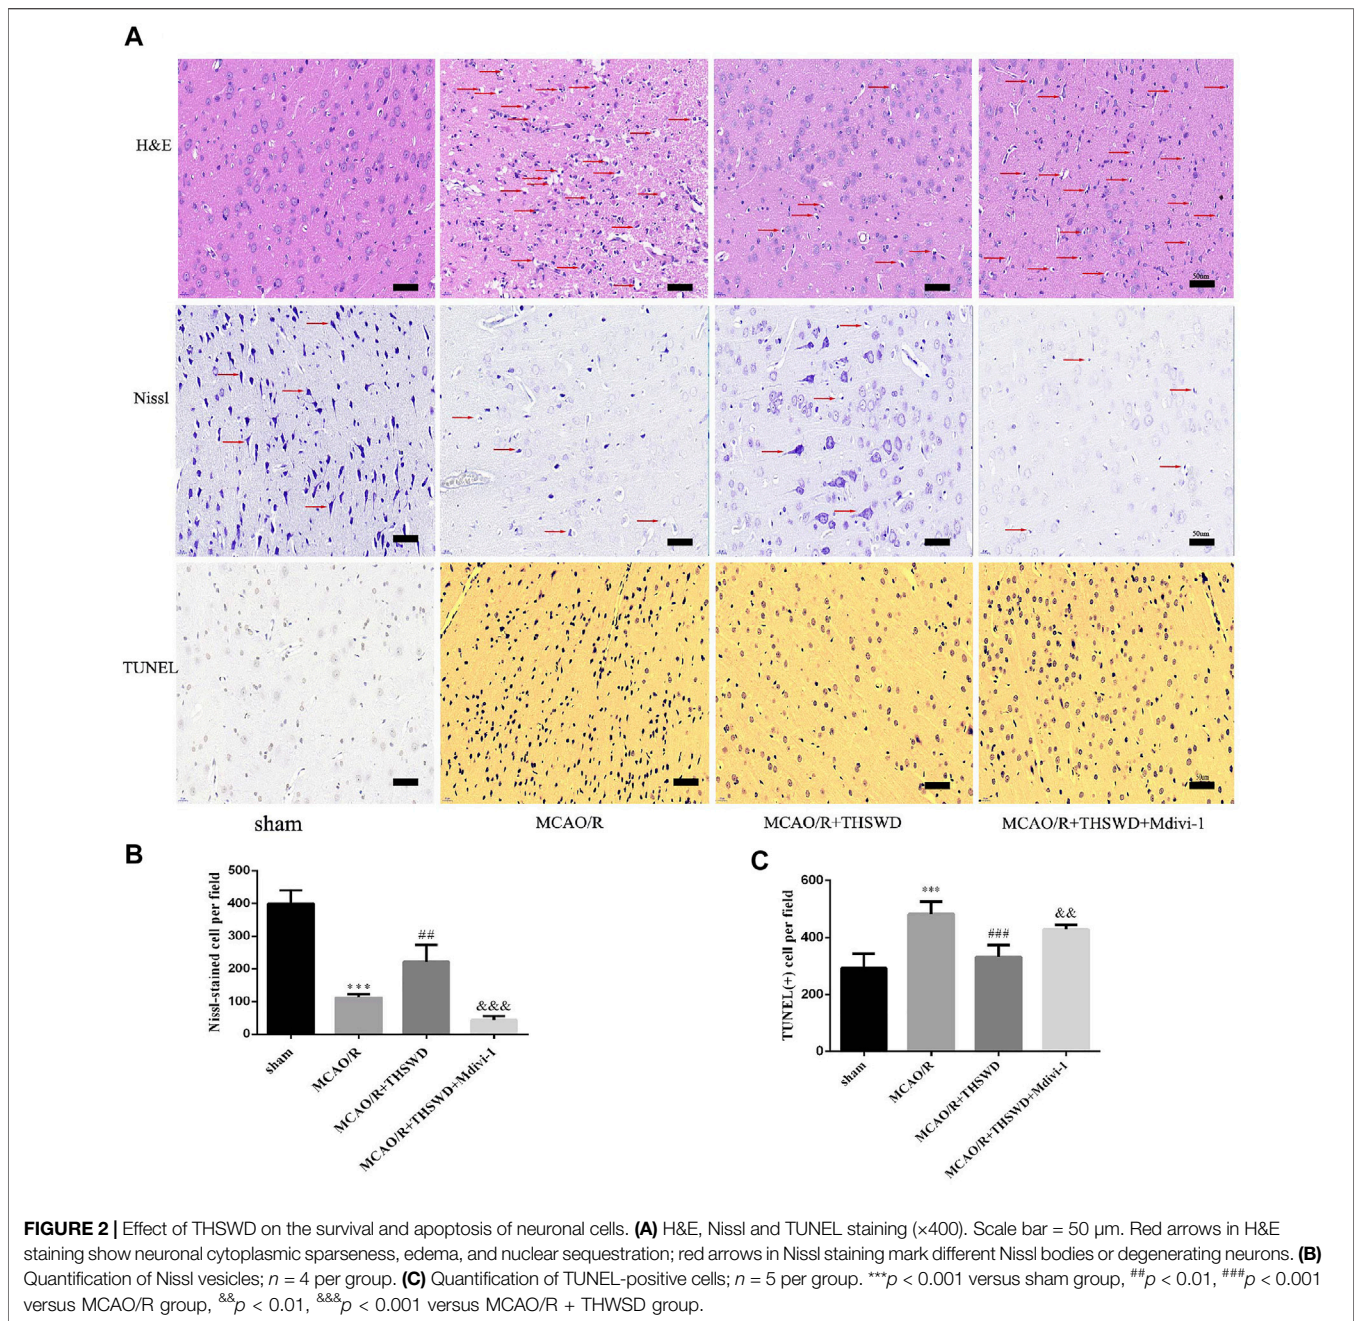 A
H&E
50um
Nissl
50um
TUNEL
50um
sham
MCAO/R
MCAO/R+THSWD
MCAO/R+THSWD+Mdivi-1
B
Nissl-stained cell per field
500
400
300
200
100
0
***
##
&&&
sham
MCAO/R
MCAO/R+THSWD
MCAO/R+THSWD+Mdivi-1
C
TUNEL(+) cell per field
600
400
200
0
***
###
&&
sham
MCAO/R
MCAO/R+THSWD
MCAO/R+THSWD+Mdivi-1
FIGURE 2 | Effect of THSWD on the survival and apoptosis of neuronal cells. (A) H&E, Nissl and TUNEL staining (×400). Scale bar = 50 μm. Red arrows in H&E
staining show neuronal cytoplasmic sparseness, edema, and nuclear sequestration; red arrows in Nissl staining mark different Nissl bodies or degenerating neurons. (B)
Quantification of Nissl vesicles; n = 4 per group. (C) Quantification of TUNEL-positive cells; n = 5 per group. ***p < 0.001 versus sham group, ##p < 0.01, ###p < 0.001
versus MCAO/R group, &&p < 0.01, &&&p < 0.001 versus MCAO/R + THWSD group.